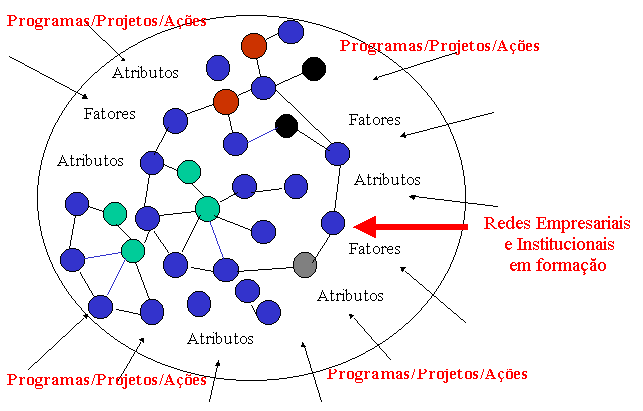 Programas/Projetos/Ações
Programas/Projetos/Ações
Atributos
Fatores
Fatores
Atributos
Atributos
Redes Empresariais
e Institucionais
em formação
Fatores
Atributos
Atributos
Programas/Projetos/Ações
Programas/Projetos/Ações